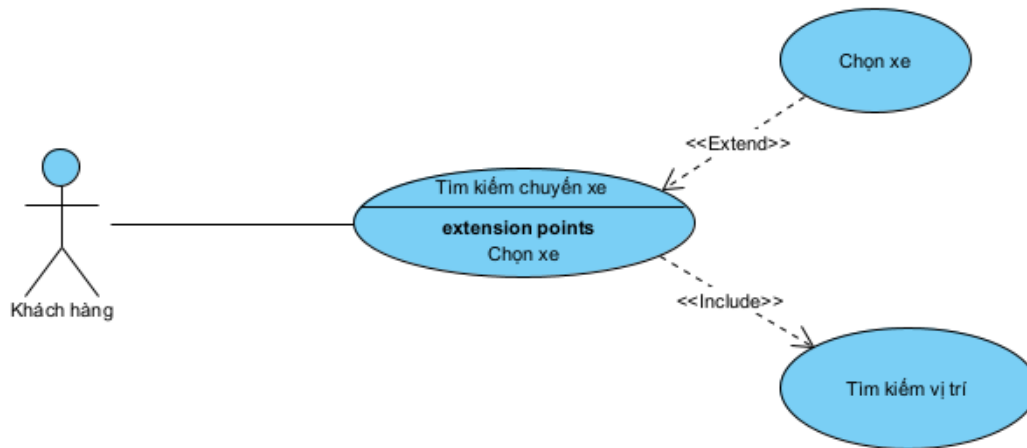 Chọn xe
<<Extend>>
Tìm kiếm chuyến xe
extension points
Chọn xe
Khách hàng
<<Include>>
Tìm kiếm vị trí